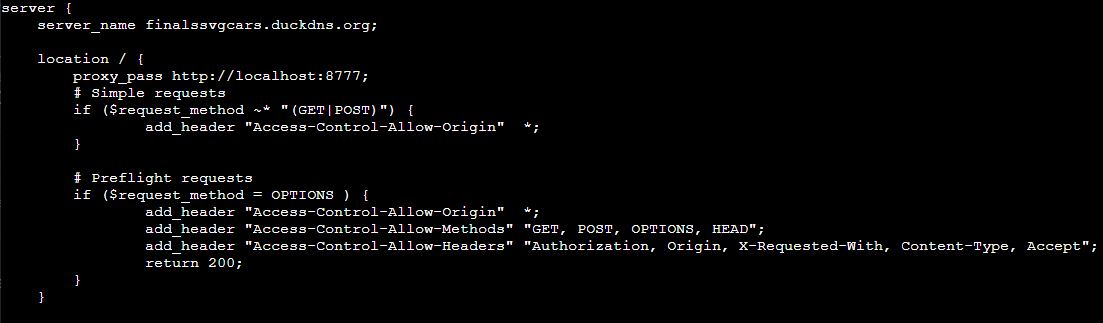 server {
    server_name finalssvgcars.duckdns.org;

    location / {
        proxy_pass http://localhost:8777;
        # Simple requests
        if ($request_method ~* "(GET|POST)") {
                add_header "Access-Control-Allow-Origin"  *;
        }

        # Preflight requests
        if ($request_method = OPTIONS ) {
                add_header "Access-Control-Allow-Origin"  *;
                add_header "Access-Control-Allow-Methods" "GET, POST, OPTIONS, HEAD";
                add_header "Access-Control-Allow-Headers" "Authorization, Origin, X-Requested-With, Content-Type, Accept";
                return 200;
        }
    }